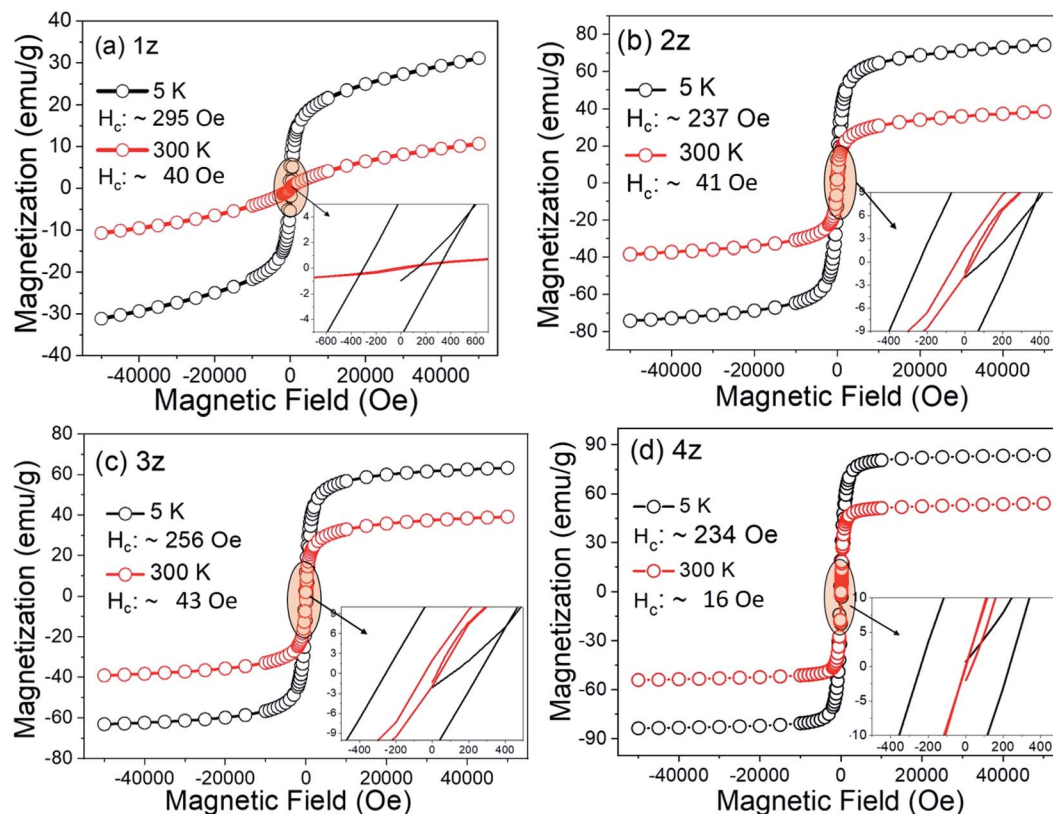 (a) 1z
5 K
Hc: ~ 295 Oe
300 K
Hc: ~ 40 Oe
Magnetization (emu/g)
40
30
20
10
0
-10
-20
-30
-40
-40000 -20000 0 20000 40000
Magnetic Field (Oe)
4
2
0
-2
-4
-600 -400 -200 0 200 400 600
(b) 2z
5 K
Hc: ~ 237 Oe
300 K
Hc: ~ 41 Oe
Magnetization (emu/g)
80
60
40
20
0
-20
-40
-60
-80
-40000 -20000 0 20000 40000
Magnetic Field (Oe)
9
6
3
0
-3
-6
-9
-400 -200 0 200 400
(c) 3z
5 K
Hc: ~ 256 Oe
300 K
Hc: ~ 43 Oe
Magnetization (emu/g)
80
60
40
20
0
-20
-40
-60
-80
-40000 -20000 0 20000 40000
Magnetic Field (Oe)
9
6
3
0
-3
-6
-9
-400 -200 0 200 400
(d) 4z
5 K
Hc: ~ 234 Oe
300 K
Hc: ~ 16 Oe
Magnetization (emu/g)
90
60
30
0
-30
-60
-90
-40000 -20000 0 20000 40000
Magnetic Field (Oe)
10
5
0
-5
-10
-400 -200 0 200 400